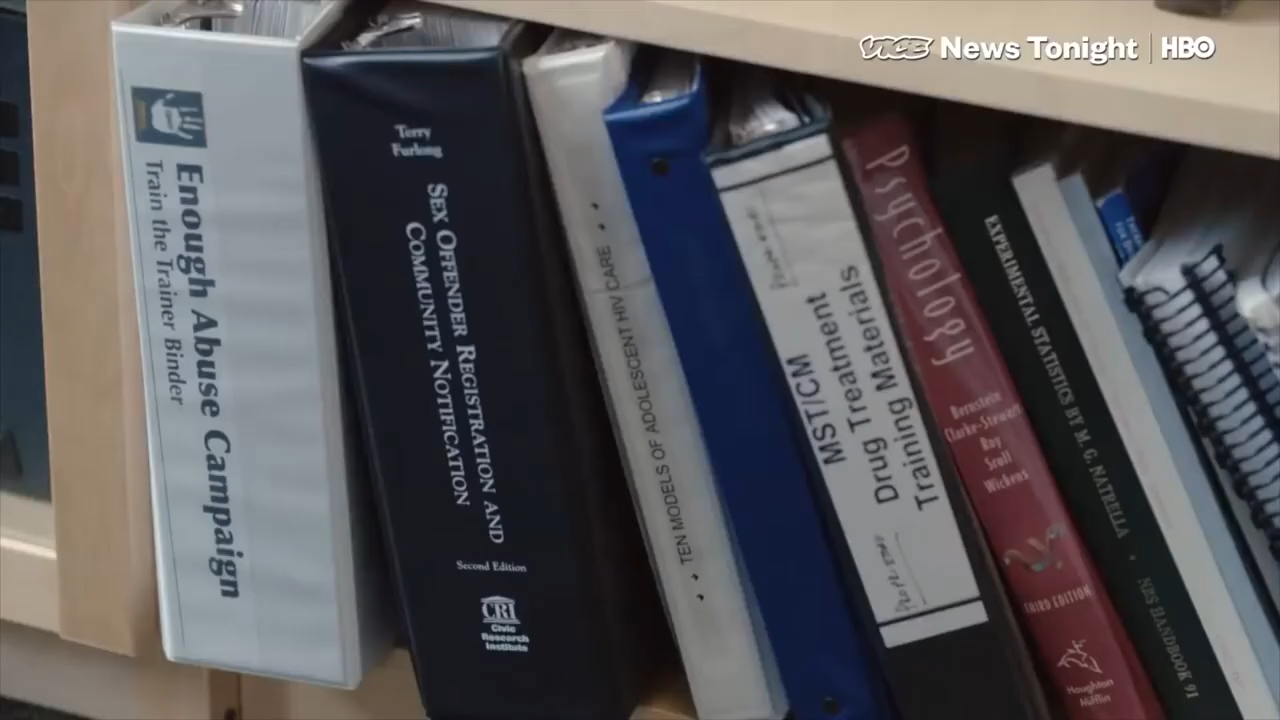 VICE News Tonight | HBO
Enough Abuse Campaign
Train the Trainer Binder
Terry
Furlong
SEX OFFENDER REGISTRATION AND
COMMUNITY NOTIFICATION
Second Edition
CRI
Civic
Research
Institute
• TEN MODELS OF ADOLESCENT HIV CARE •
MST/CM
Drug Treatment
Training Materials
Psychology
Bernstein
Clarke-Stewart
Roy
Srull
Wickens
THIRD EDITION
Houghton
Mifflin
EXPERIMENTAL STATISTICS BY M. G. NATRELLA • NBS HANDBOOK 91